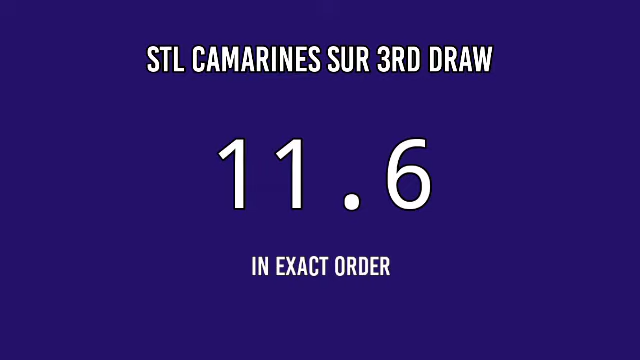 STL CAMARINES SUR 3RD DRAW
11.6
IN EXACT ORDER